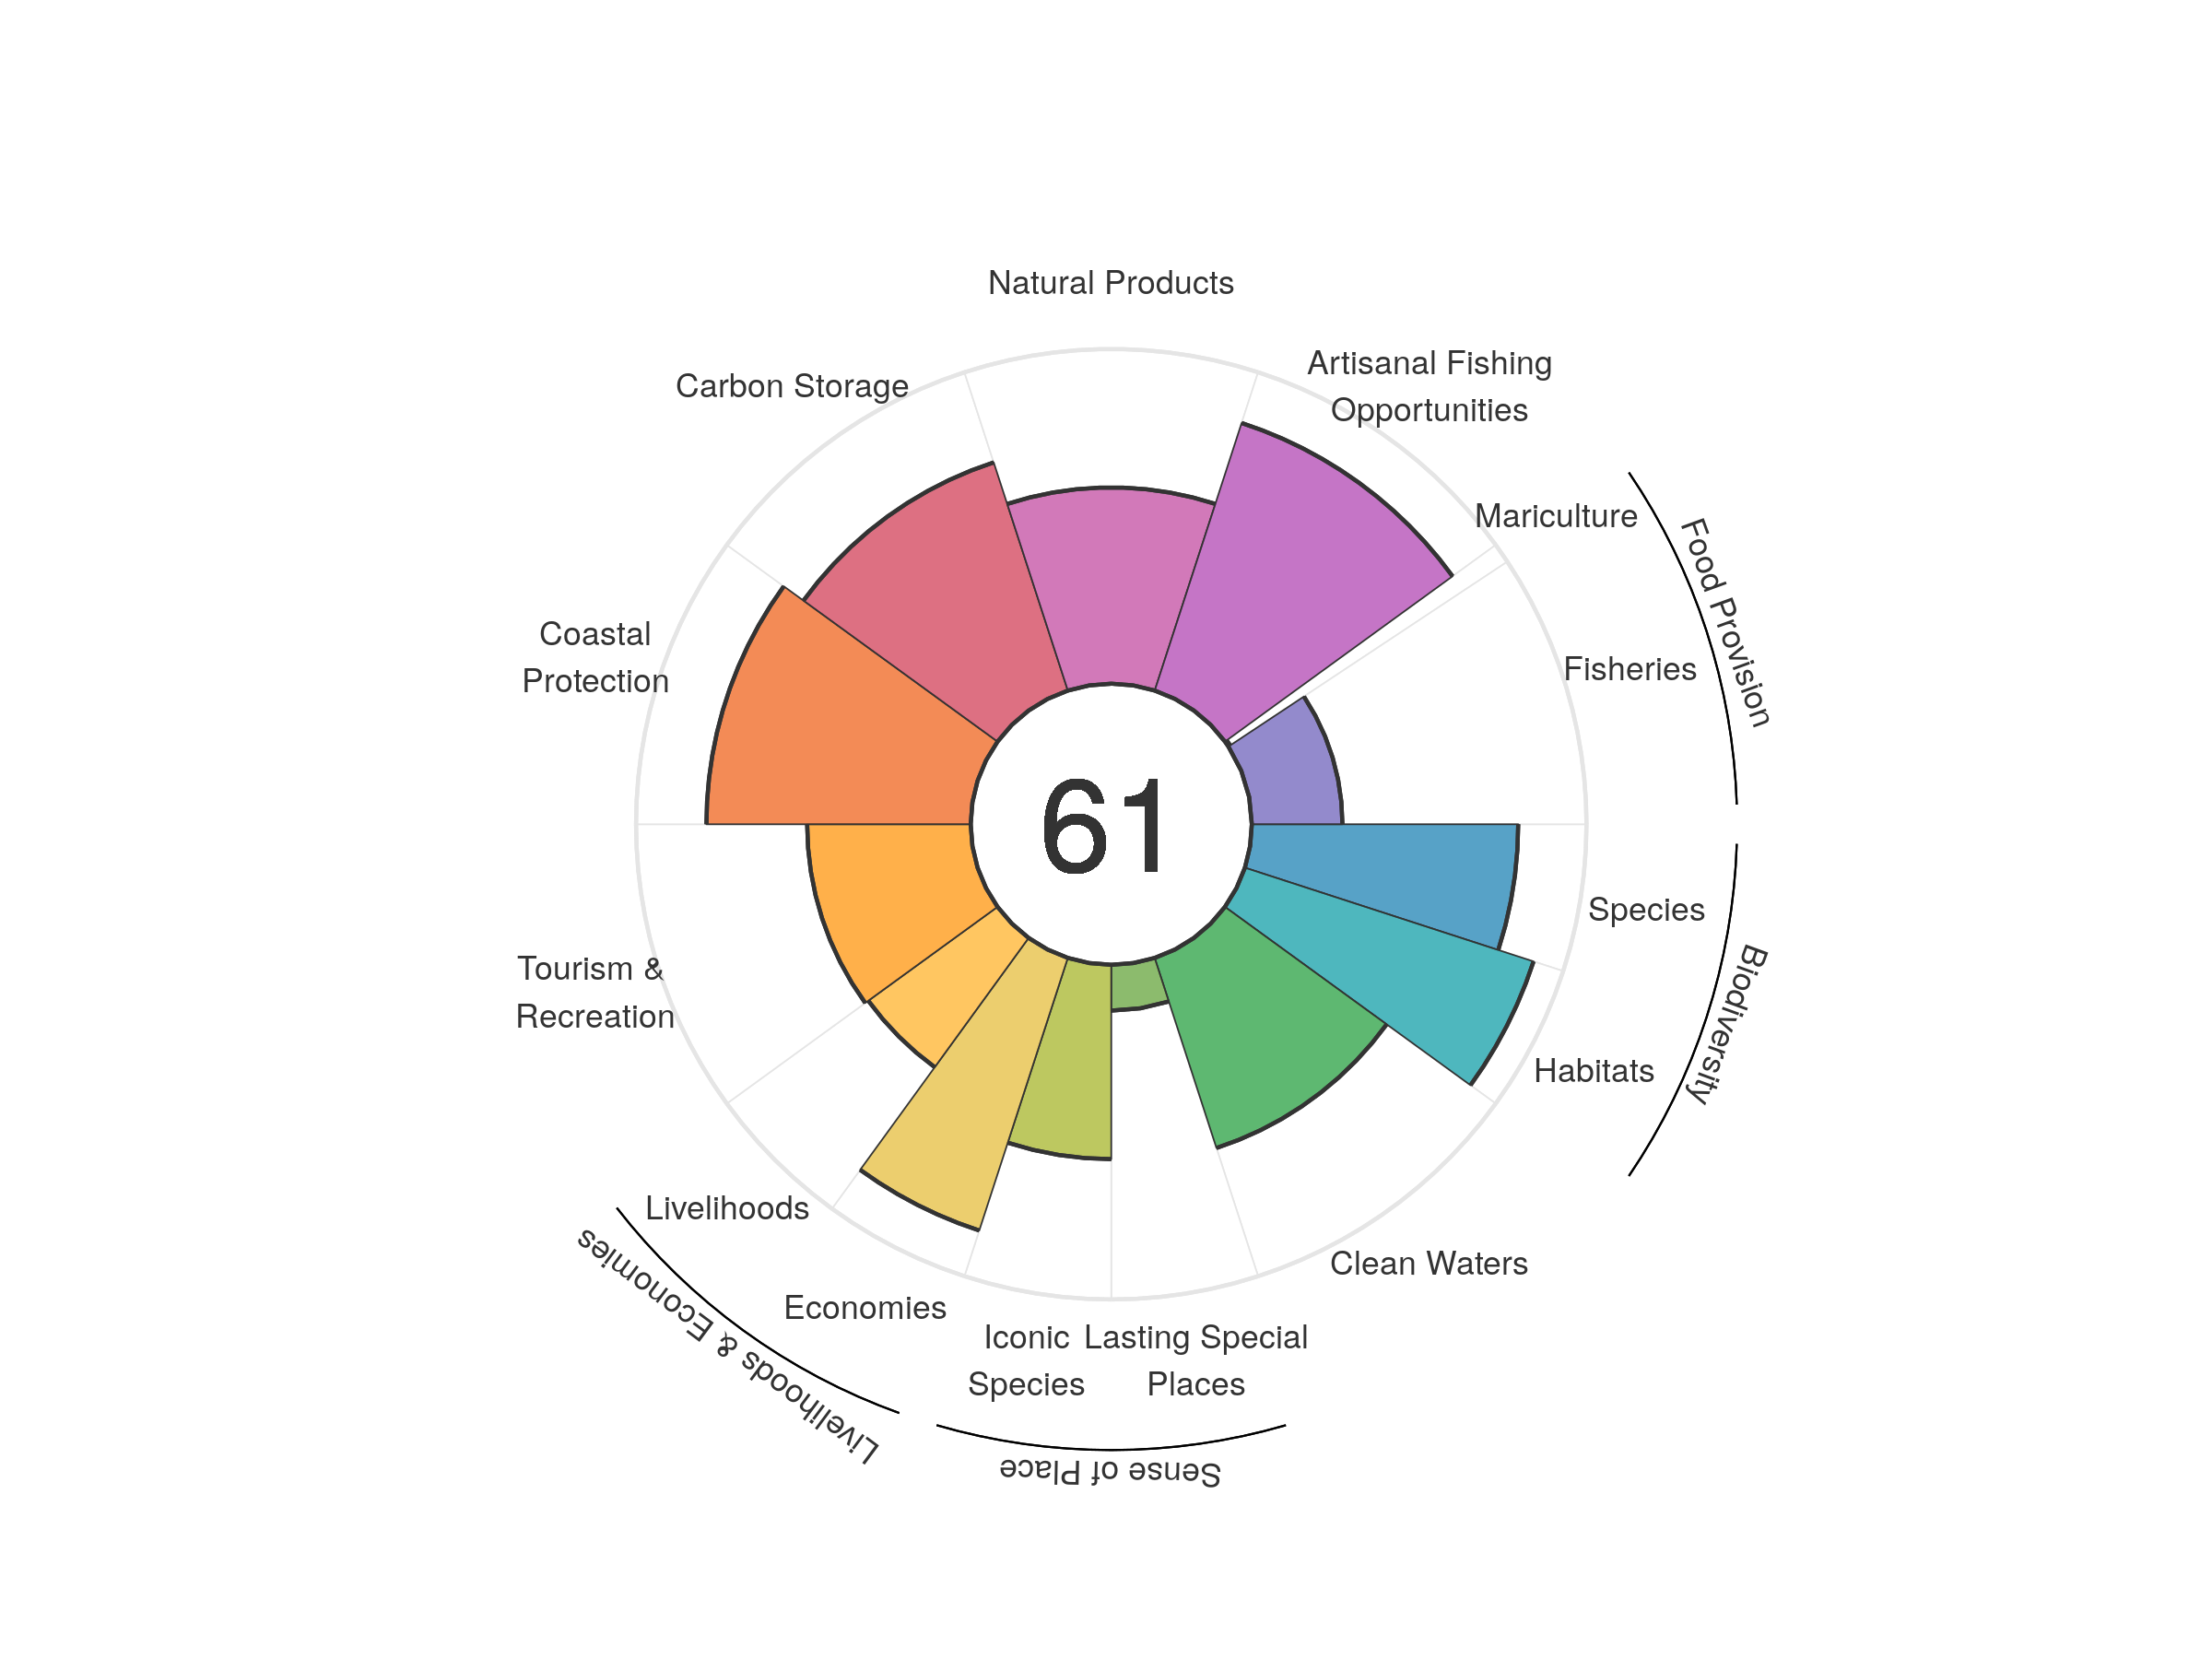 Natural Products
Artisanal Fishing
Opportunities
Carbon Storage
Mariculture
Food Provision
Coastal
Protection
Fisheries
61
Species
Biodiversity
Tourism &
Recreation
Habitats
Livelihoods
Livelihoods & Economies
Clean Waters
Economies
Iconic
Species
Lasting Special
Places
Sense of Place